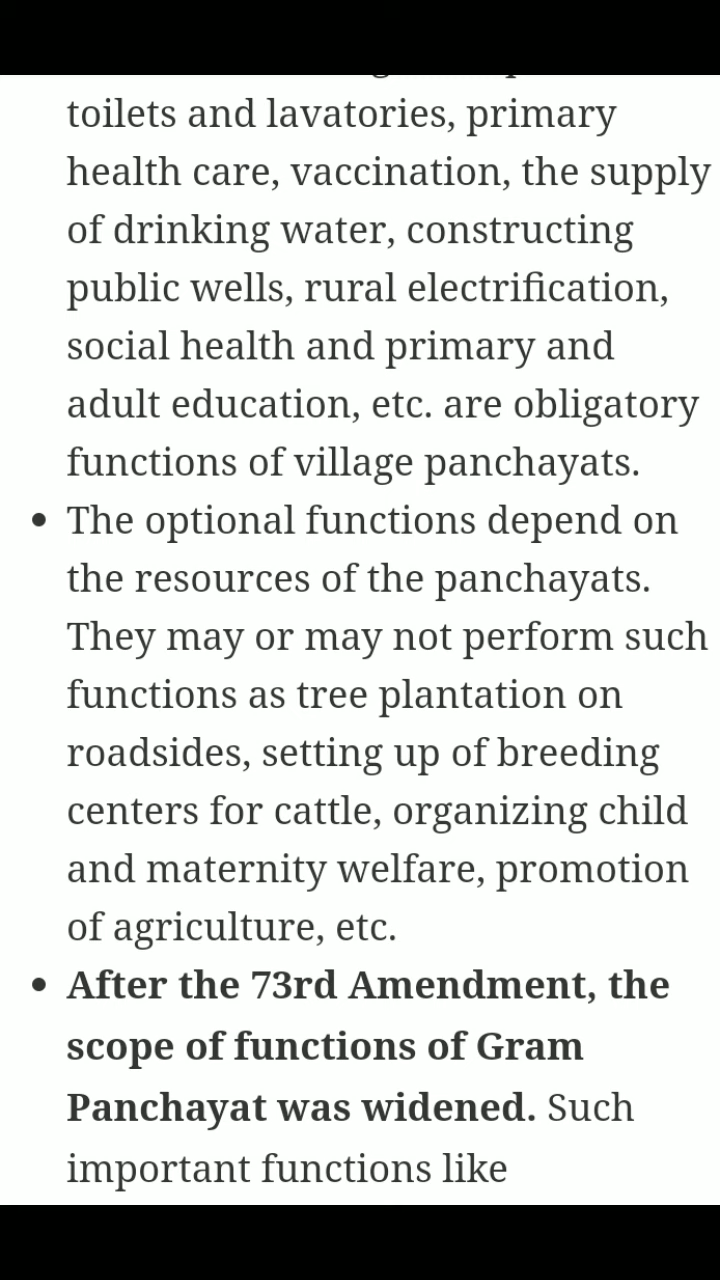 toilets and lavatories, primary
health care, vaccination, the supply
of drinking water, constructing
public wells, rural electrification,
social health and primary and
adult education, etc. are obligatory
functions of village panchayats.
• The optional functions depend on
the resources of the panchayats.
They may or may not perform such
functions as tree plantation on
roadsides, setting up of breeding
centers for cattle, organizing child
and maternity welfare, promotion
of agriculture, etc.
• After the 73rd Amendment, the
scope of functions of Gram
Panchayat was widened. Such
important functions like